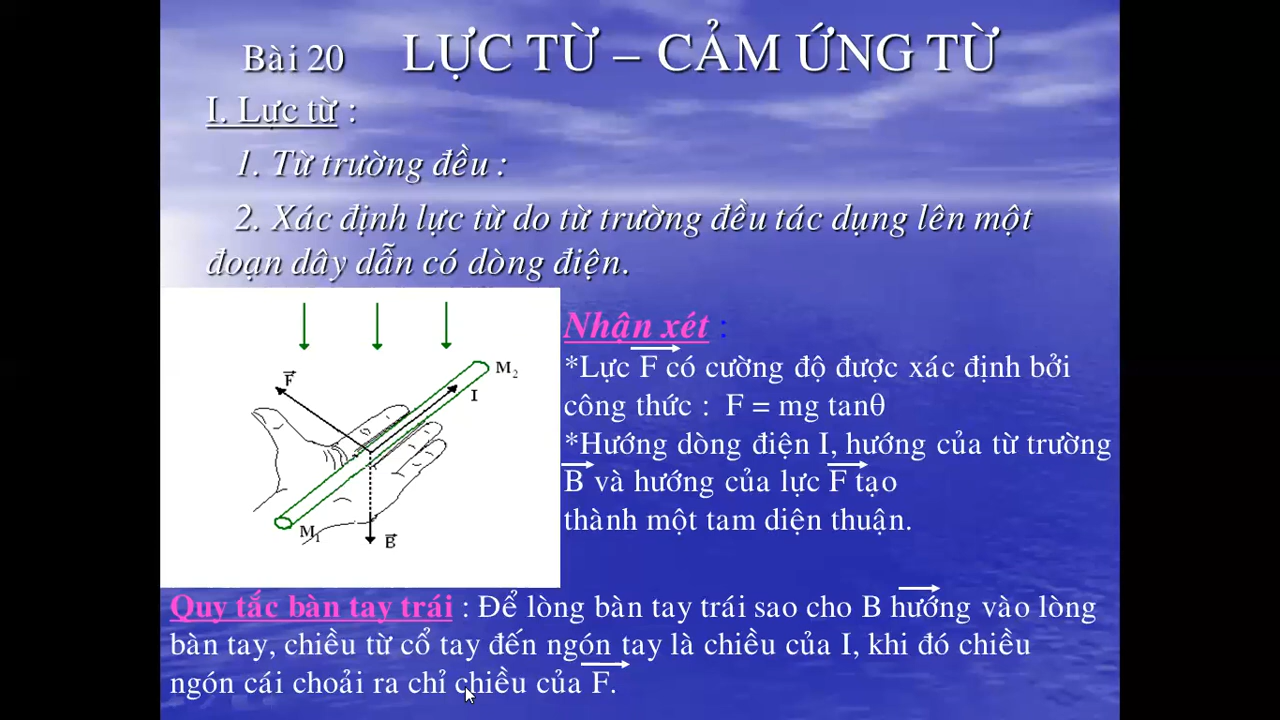 Bài 20 LỰC TỪ – CẢM ỨNG TỪ
I. Lực từ :
1. Từ trường đều :
2. Xác định lực từ do từ trường đều tác dụng lên một
đoạn dây dẫn có dòng điện.
F
M2
I
M1
B
Nhận xét :
*Lực F có cường độ được xác định bởi
công thức : F = mg tanθ
*Hướng dòng điện I, hướng của từ trường
B và hướng của lực F tạo
thành một tam diện thuận.
Quy tắc bàn tay trái : Để lòng bàn tay trái sao cho B hướng vào lòng
bàn tay, chiều từ cổ tay đến ngón tay là chiều của I, khi đó chiều
ngón cái choải ra chỉ chiều của F.